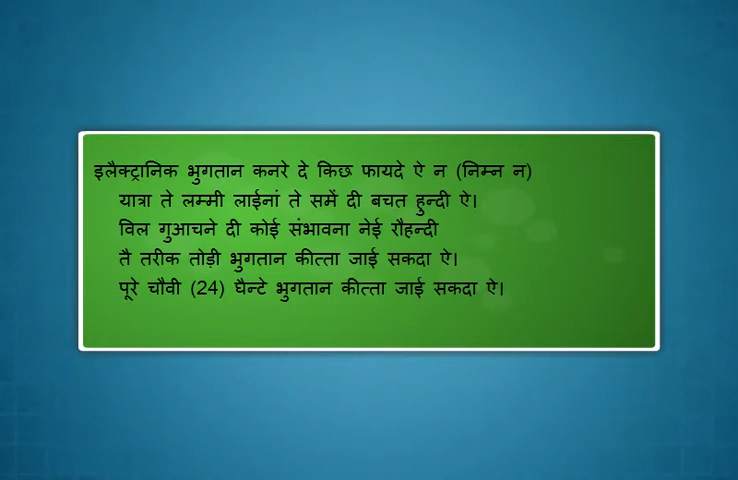 इलैक्ट्रानिक भुगतान कनरे दे किछ फायदे ऐ न (निम्न न)
यात्रा ते लम्मी लाईनां ते समें दी बचत हुन्दी ऐ।
विल गुआचने दी कोई संभावना नेई रौहन्दी
तै तरीक तोड़ी भुगतान कीत्ता जाई सकदा ऐ।
पूरे चौवी (24) घैन्टे भुगतान कीत्ता जाई सकदा ऐ।